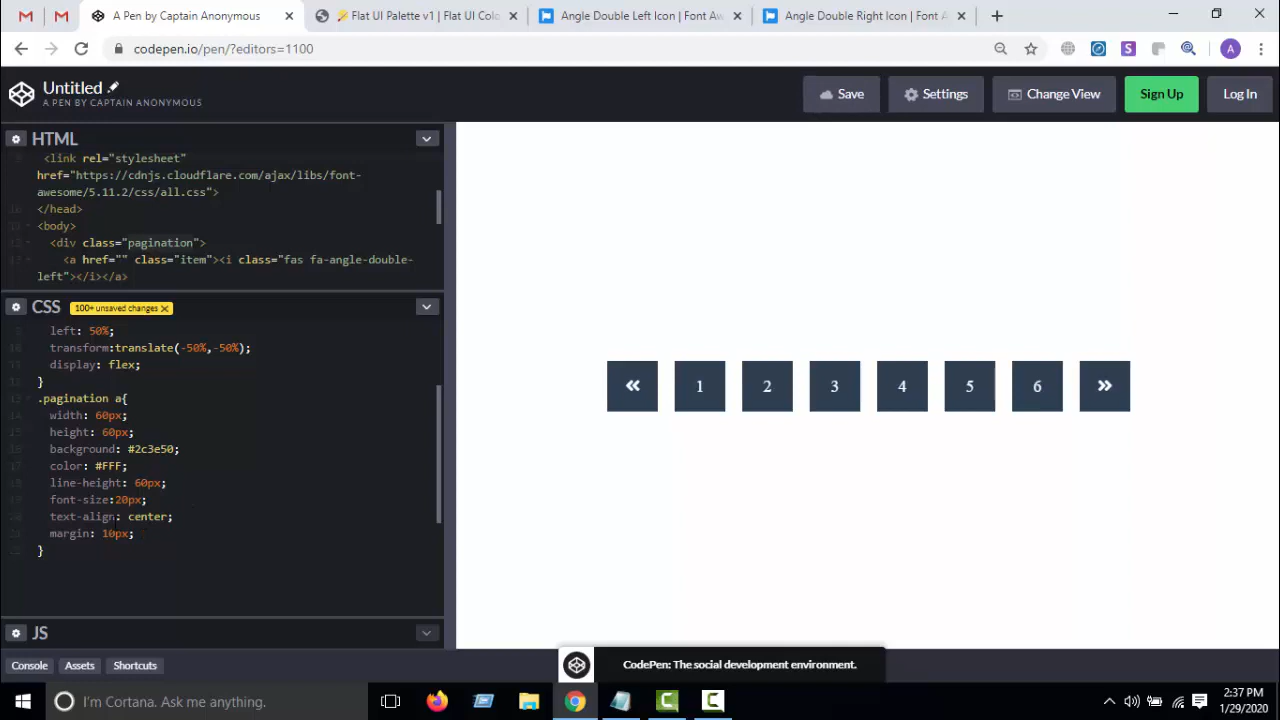 A Pen by Captain Anonymous
Flat UI Palette v1 | Flat UI Colo
Angle Double Left Icon | Font Aw
Angle Double Right Icon | Font A
codepen.io/pen/?editors=1100
A
Untitled
A PEN BY CAPTAIN ANONYMOUS
Save
Settings
Change View
Sign Up
Log In
HTML
<link rel="stylesheet"
href="https://cdnjs.cloudflare.com/ajax/libs/font-
awesome/5.11.2/css/all.css">
</head>
<body>
<div class="pagination">
<a href="" class="item"><i class="fas fa-angle-double-
left"></i></a>
CSS
100+ unsaved changes
left: 50%;
transform:translate(-50%,-50%);
display: flex;
}
.pagination a{
width: 60px;
height: 60px;
background: #2c3e50;
color: #FFF;
line-height: 60px;
font-size:20px;
text-align: center;
margin: 10px;
}
« 1 2 3 4 5 6 »
JS
Console
Assets
Shortcuts
CodePen: The social development environment.
I'm Cortana. Ask me anything.
2:37 PM
1/29/2020